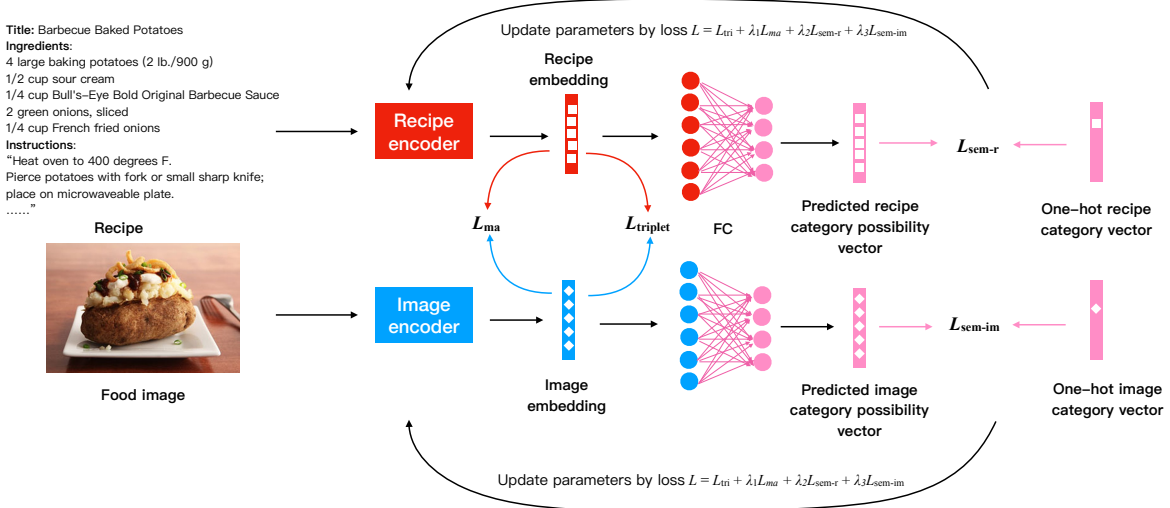 Title: Barbecue Baked Potatoes
Ingredients:
4 large baking potatoes (2 lb./900 g)
1/2 cup sour cream
1/4 cup Bull's-Eye Bold Original Barbecue Sauce
2 green onions, sliced
1/4 cup French fried onions
Instructions:
“Heat oven to 400 degrees F.
Pierce potatoes with fork or small sharp knife;
place on microwaveable plate.
......”
Recipe
Food image
Update parameters by loss L = Ltri + λ1Lma + λ2Lsem-r + λ3Lsem-im
Recipe
encoder
Recipe
embedding
Lma
Ltriplet
FC
Predicted recipe
category possibility
vector
Lsem-r
One-hot recipe
category vector
Image
encoder
Image
embedding
Predicted image
category possibility
vector
Lsem-im
One-hot image
category vector
Update parameters by loss L = Ltri + λ1Lma + λ2Lsem-r + λ3Lsem-im